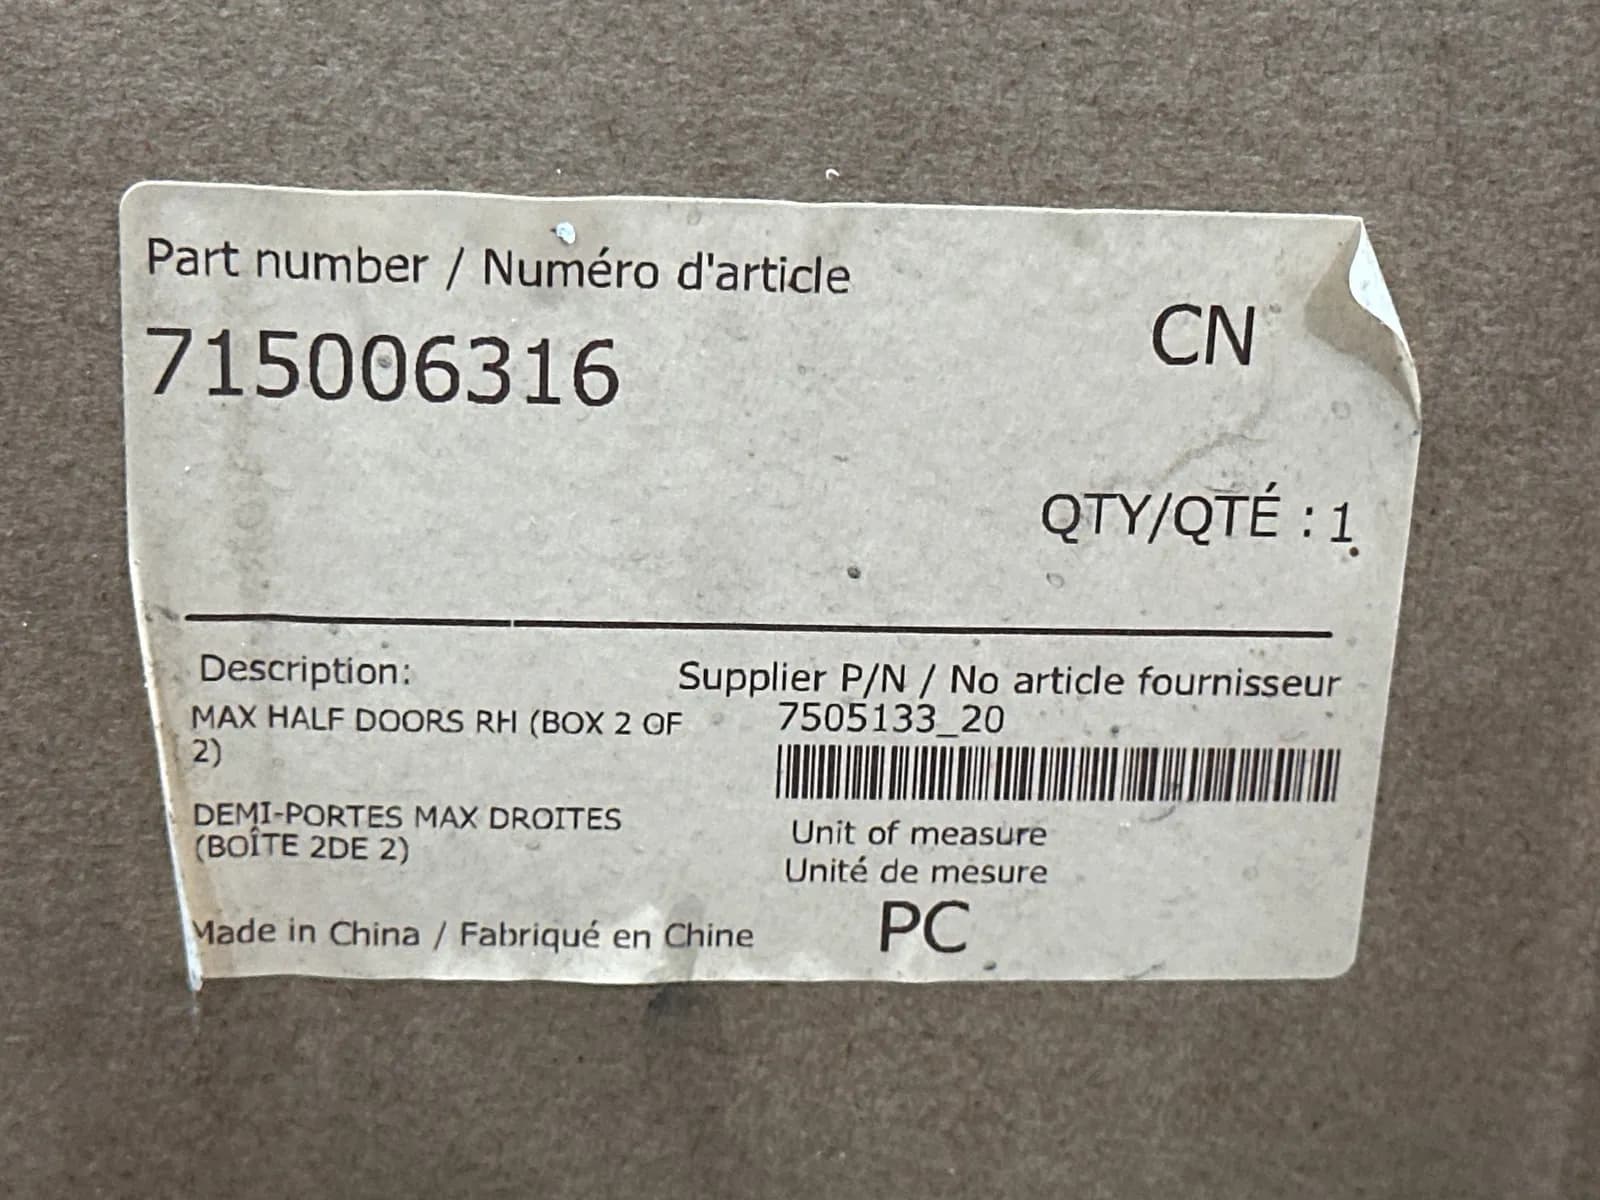 Part number / Numéro d'article
715006316
CN
QTY/QTÉ : 1
Description:
MAX HALF DOORS RH (BOX 2 OF
2)
DEMI-PORTES MAX DROITES
(BOÎTE 2DE 2)
Made in China / Fabriqué en Chine
Supplier P/N / No article fournisseur
7505133_20
Unit of measure
Unité de mesure
PC